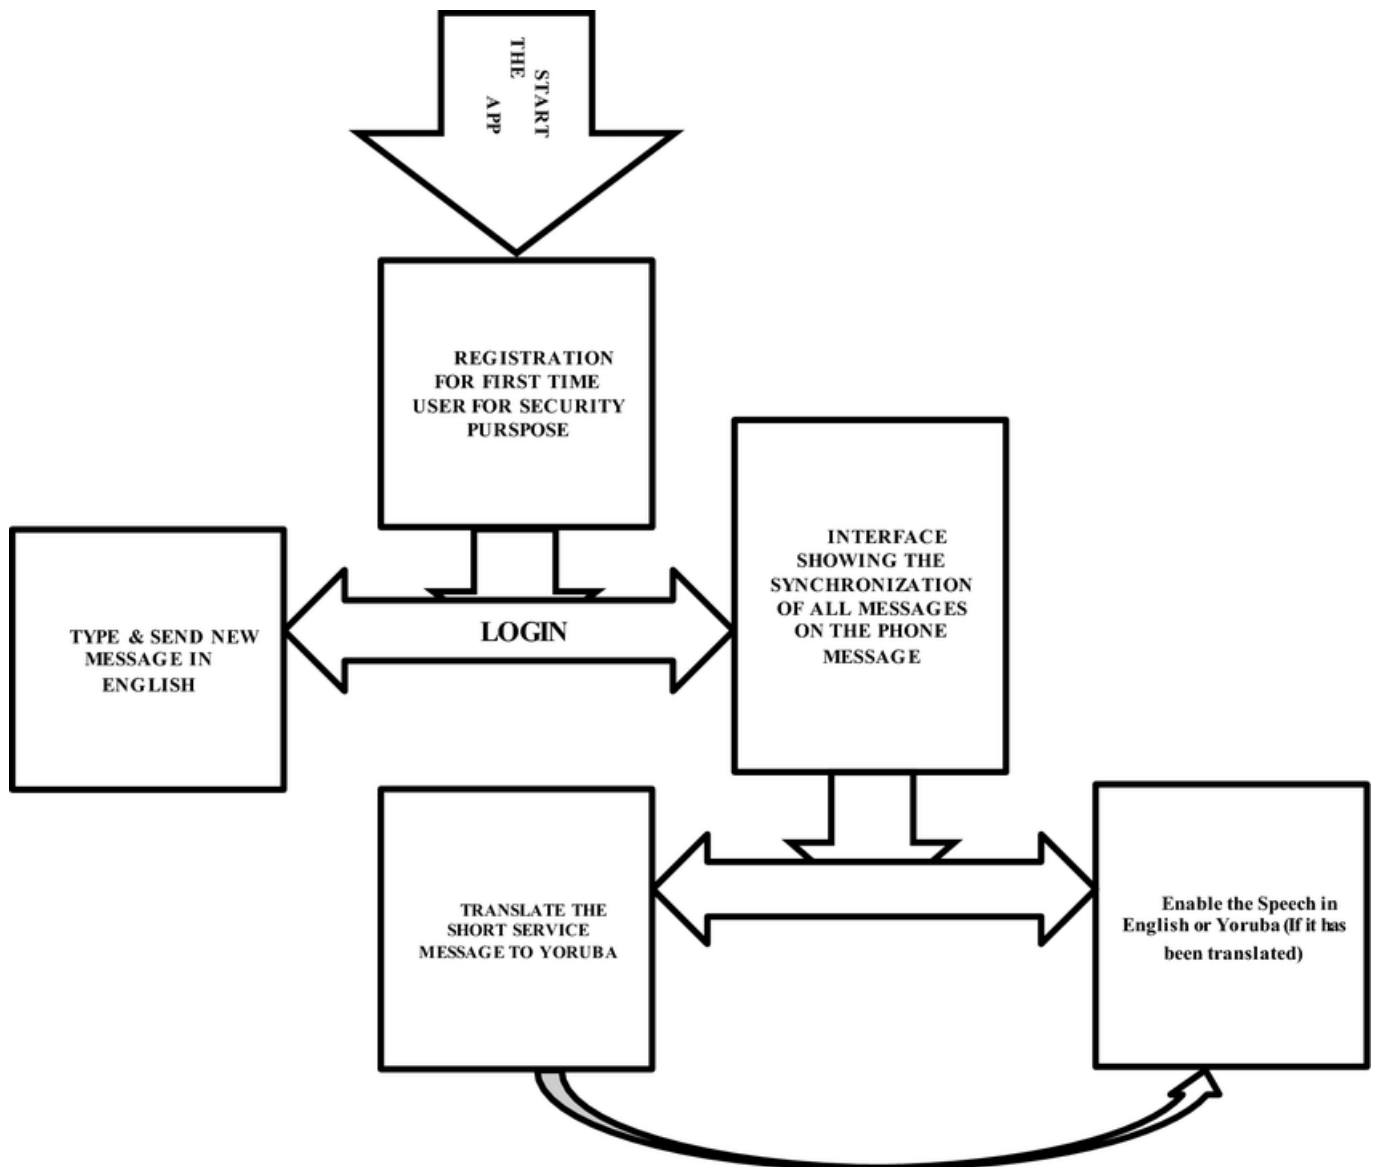 START
THE
APP
REGISTRATION
FOR FIRST TIME
USER FOR SECURITY
PURSPOSE
INTERFACE
SHOWING THE
SYNCHRONIZATION
OF ALL MESSAGES
ON THE PHONE
MESSAGE
LOGIN
TYPE & SEND NEW
MESSAGE IN
ENGLISH
TRANSLATE THE
SHORT SERVICE
MESSAGE TO YORUBA
Enable the Speech in
English or Yoruba (If it has
been translated)